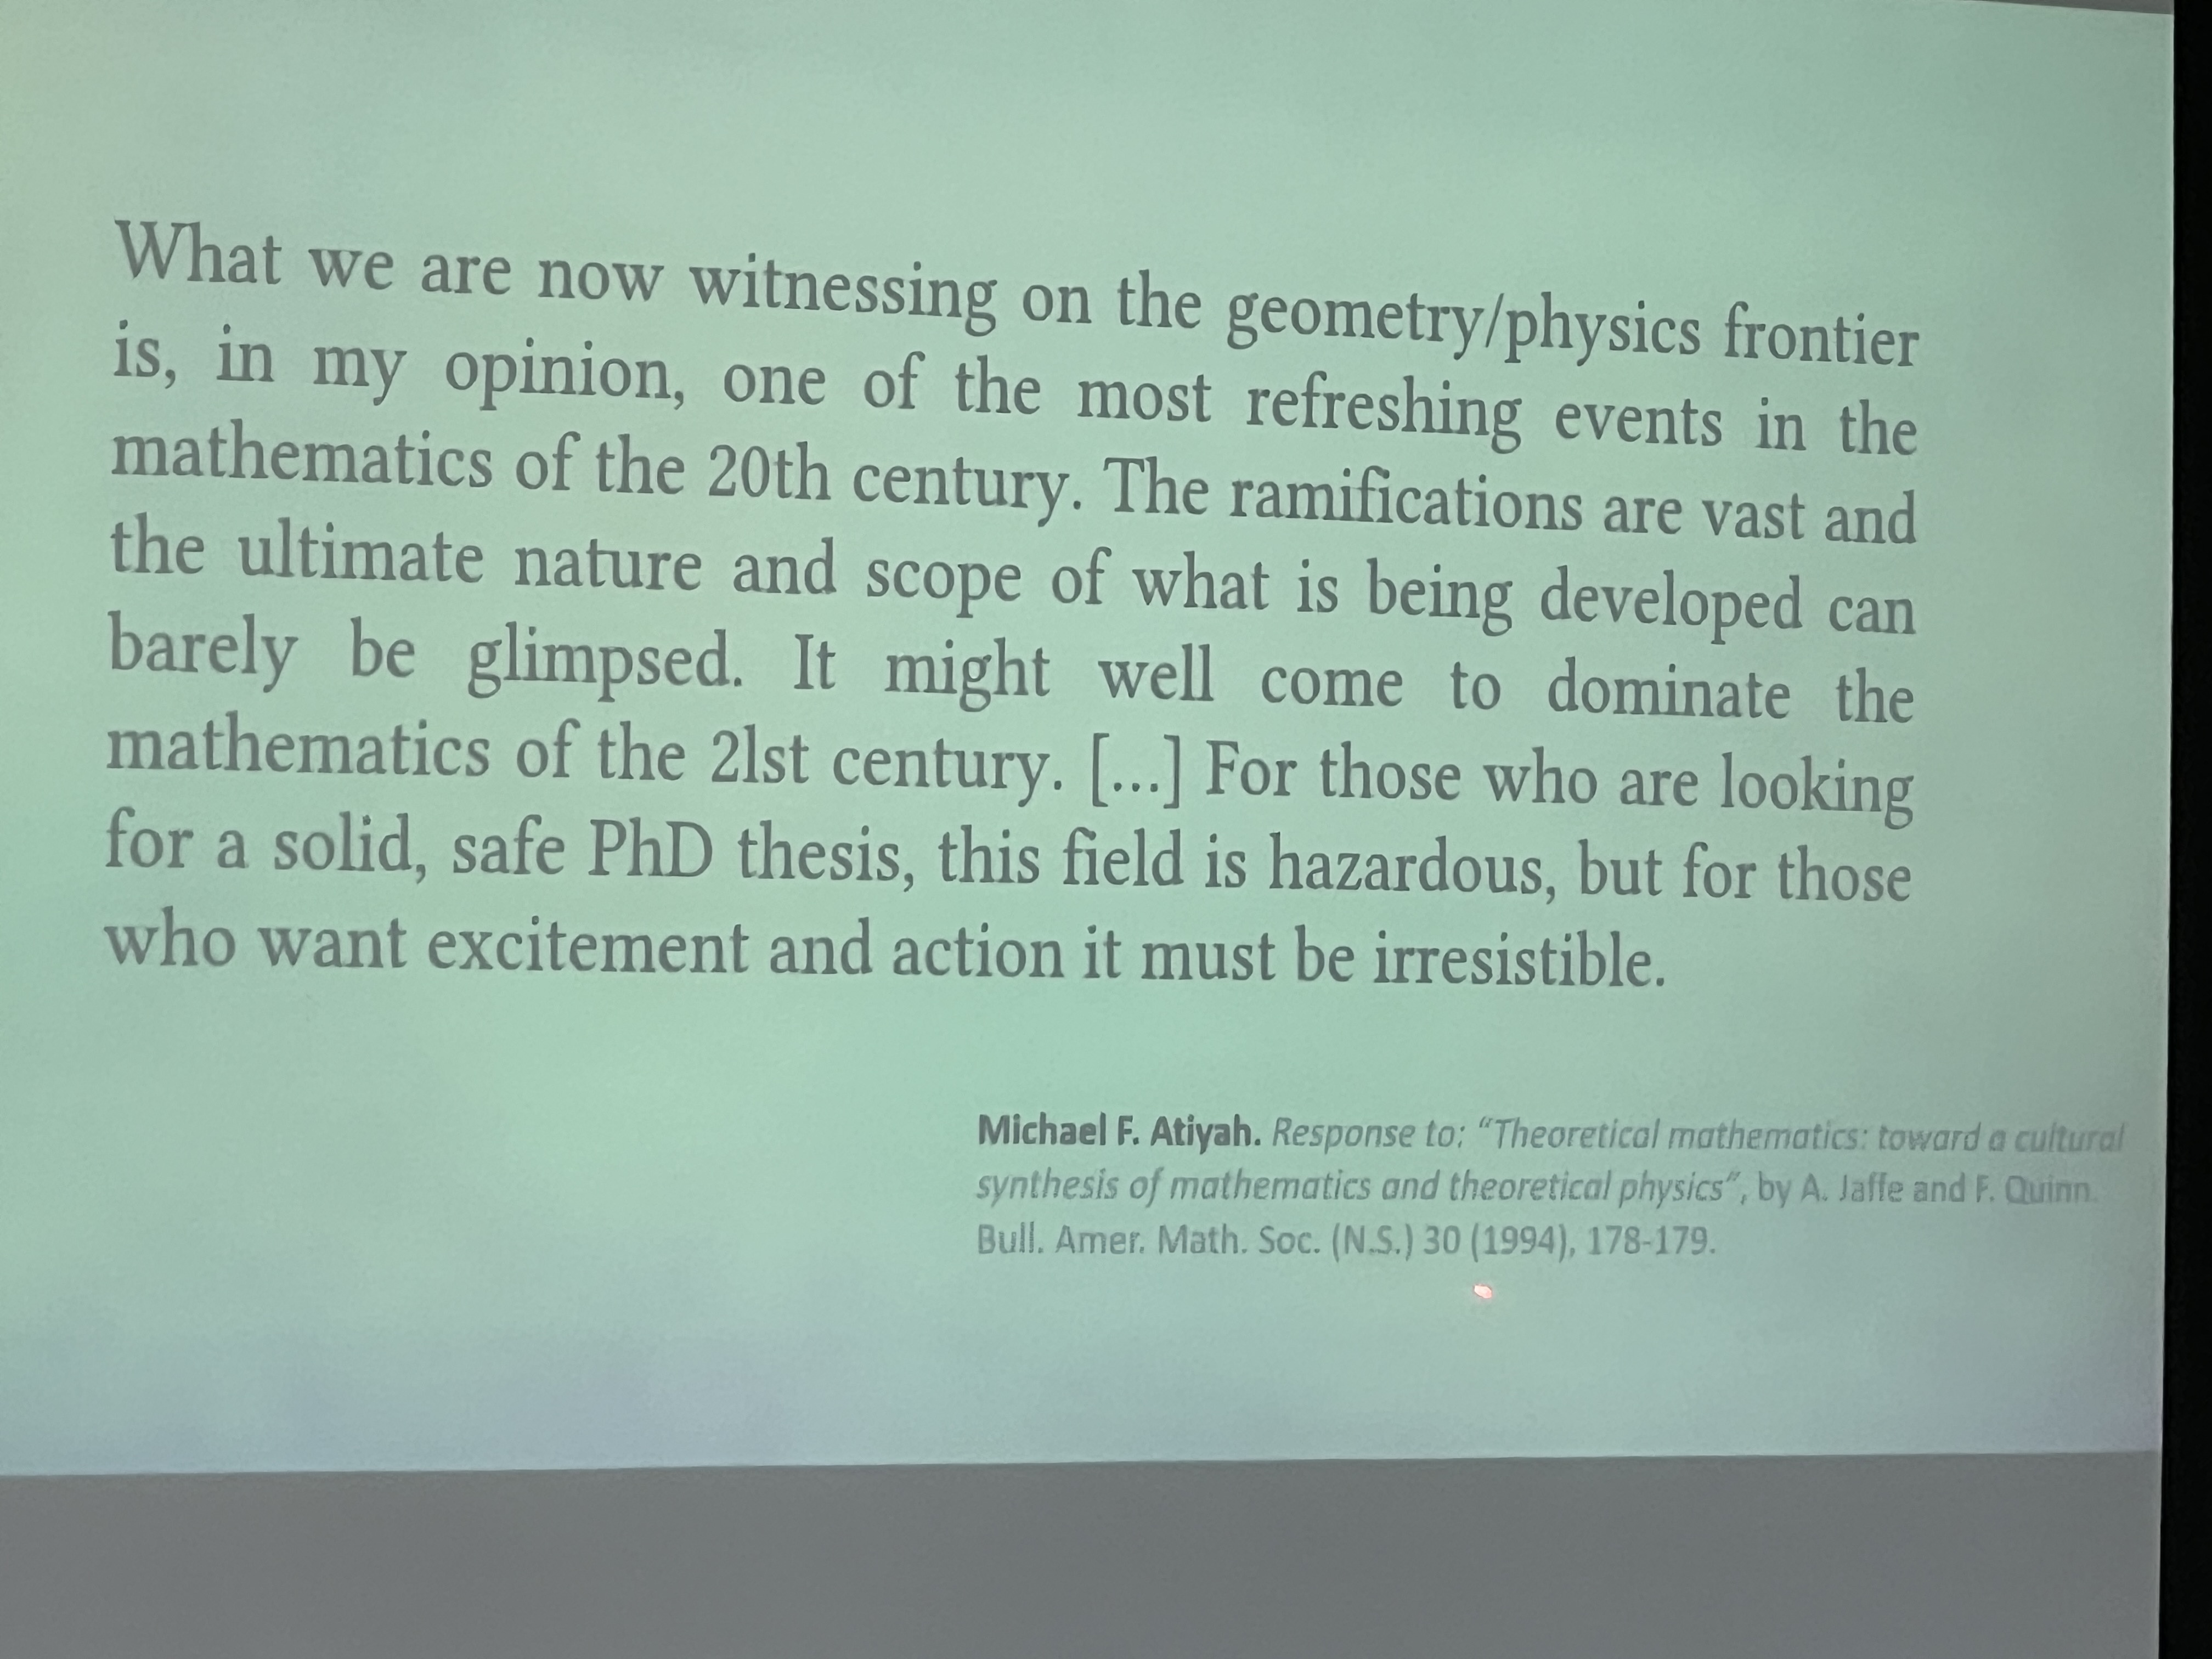 What we are now witnessing on the geometry/physics frontier
is, in my opinion, one of the most refreshing events in the
mathematics of the 20th century. The ramifications are vast and
the ultimate nature and scope of what is being developed can
barely be glimpsed. It might well come to dominate the
mathematics of the 2lst century. [...] For those who are looking
for a solid, safe PhD thesis, this field is hazardous, but for those
who want excitement and action it must be irresistible.
Michael F. Atiyah. Response to: “Theoretical mathematics: toward a cultural
synthesis of mathematics and theoretical physics”, by A. Jaffe and F. Quinn.
Bull. Amer. Math. Soc. (N.S.) 30 (1994), 178-179.